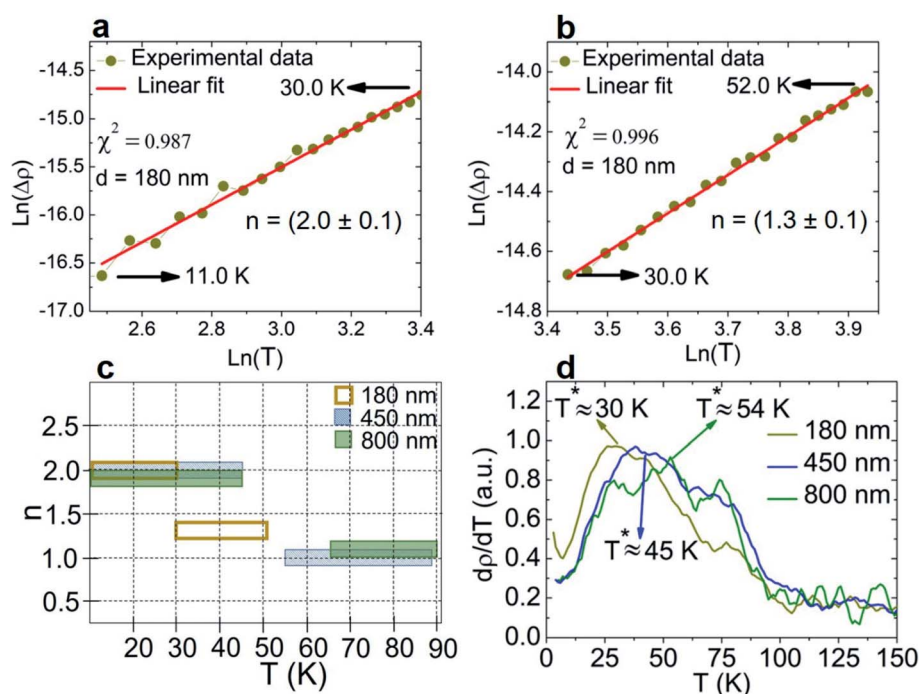 a
Experimental data
Linear fit
30.0 K
χ² = 0.987
d = 180 nm
n = (2.0 ± 0.1)
11.0 K
-14.5
-15.0
-15.5
-16.0
-16.5
-17.0
Ln(Δρ)
2.6 2.8 3.0 3.2 3.4
Ln(T)
b
Experimental data
Linear fit
52.0 K
χ² = 0.996
d = 180 nm
n = (1.3 ± 0.1)
30.0 K
-14.0
-14.2
-14.4
-14.6
-14.8
Ln(Δρ)
3.4 3.5 3.6 3.7 3.8 3.9
Ln(T)
c
180 nm
450 nm
800 nm
2.5
2.0
1.5
1.0
0.5
n
20 30 40 50 60 70 80 90
T (K)
d
T* ≈ 30 K
T* ≈ 54 K
180 nm
450 nm
800 nm
T* ≈ 45 K
1.2
1.0
0.8
0.6
0.4
0.2
0.0
dρ/dT (a.u.)
0 25 50 75 100 125 150
T (K)